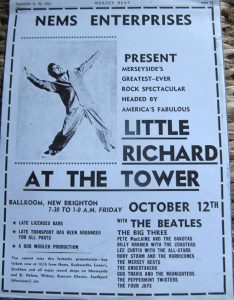 MERSEY BEAT
NEMS ENTERPRISES
PRESENT
MERSEYSIDE'S
GREATEST-EVER
ROCK SPECTACULAR
HEADED BY
AMERICA'S FABULOUS
LITTLE
RICHARD
AT THE TOWER
BALLROOM, NEW BRIGHTON
7-30 TO 1-0 A.M. FRIDAY OCTOBER 12TH
★ LATE LICENSED BARS
★ LATE TRANSPORT HAS BEEN ARRANGED
FOR ALL PARTS
★ A BOB WOOLER PRODUCTION
WITH THE BEATLES
THE BIG THREE
PETE MacLAINE AND THE DAKOTAS
BILLY KRAMER WITH THE COASTERS
LEE CURTIS WITH THE ALL-STARS
RORY STORM AND THE HURRICANES
THE MERSEY BEATS
THE UNDERTAKERS
GUS TRAVIS AND THE MIDNIGHTERS
THE PEPPERMINT TWISTERS
THE FOUR JAYS